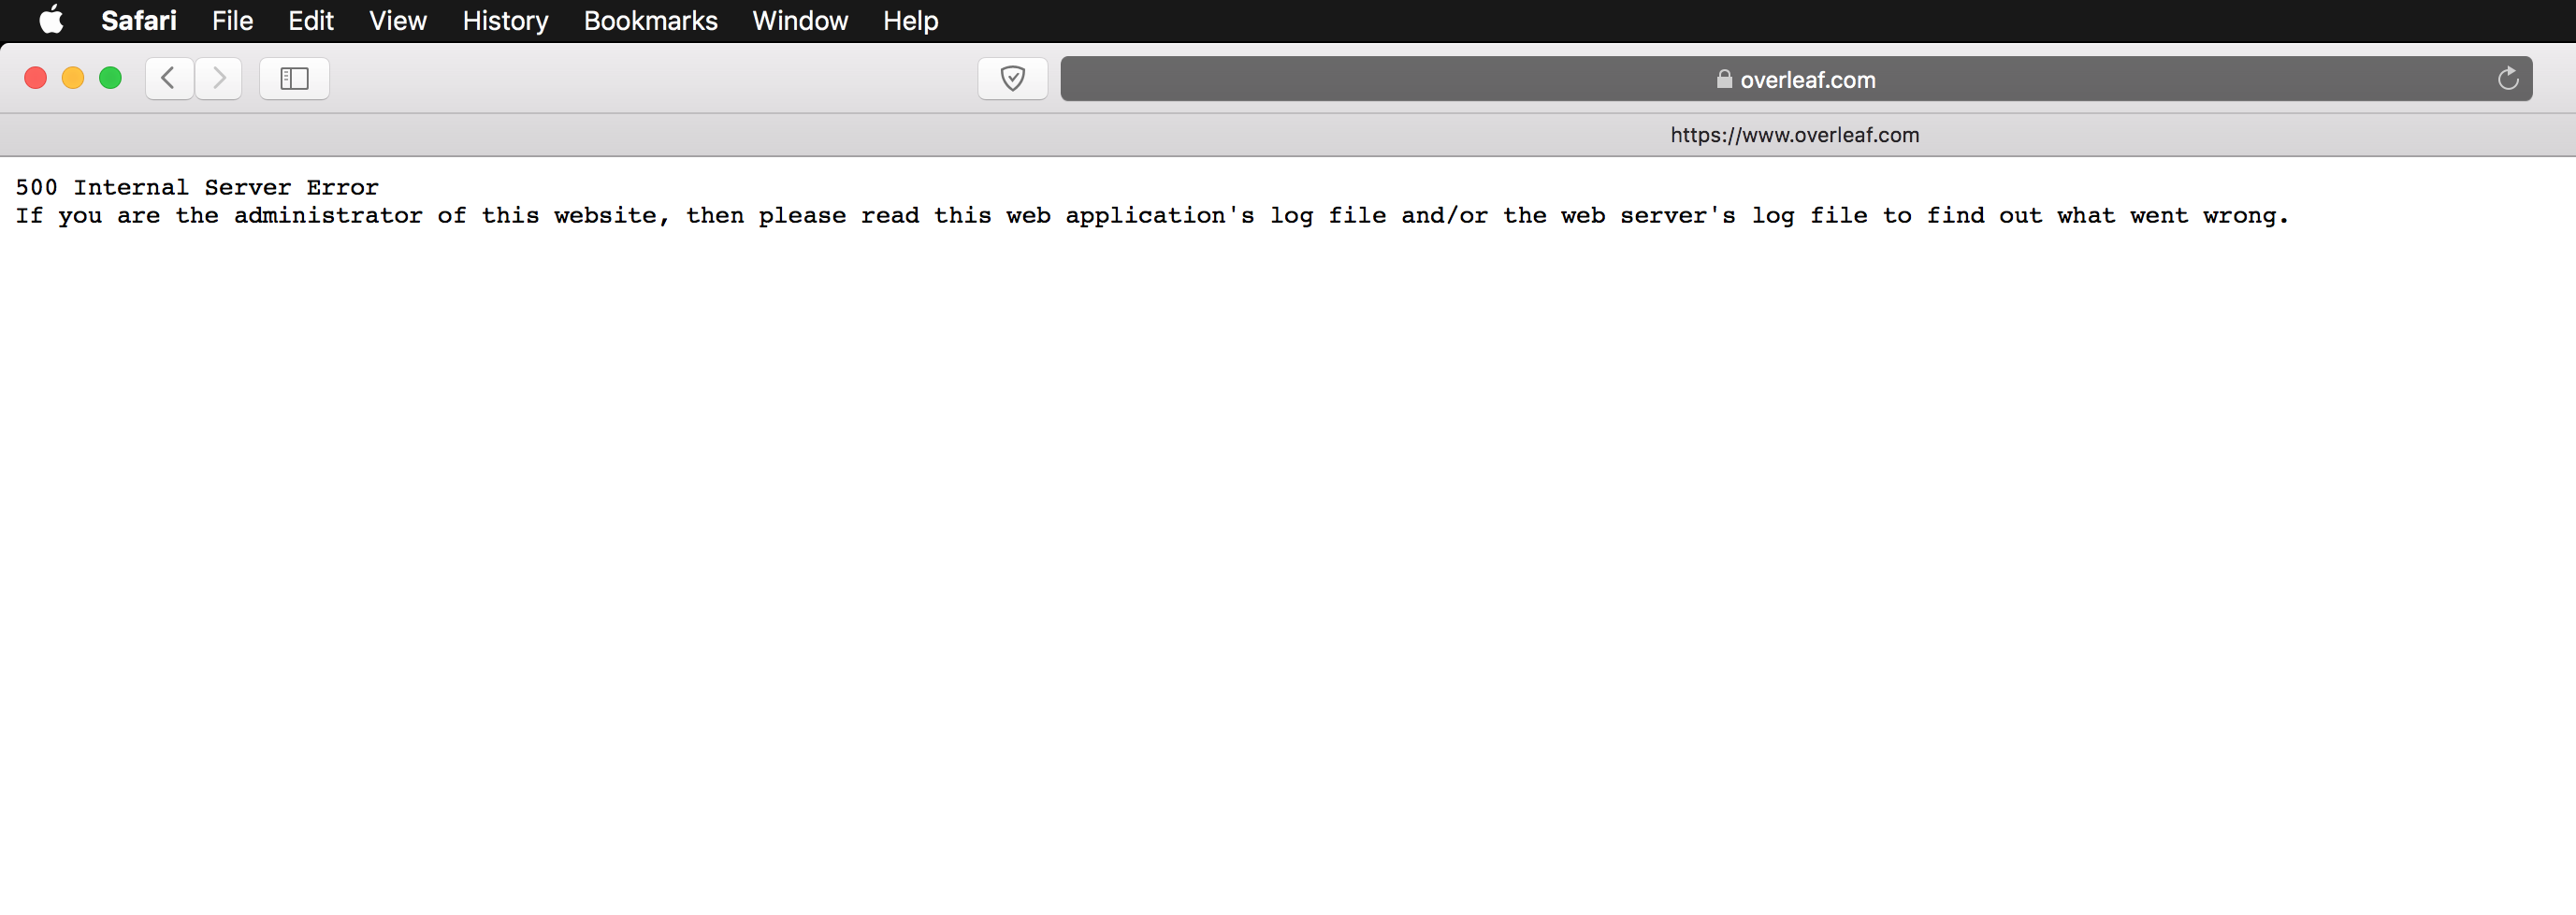 Safari File Edit View History Bookmarks Window Help
overleaf.com
https://www.overleaf.com
500 Internal Server Error
If you are the administrator of this website, then please read this web application's log file and/or the web server's log file to find out what went wrong.